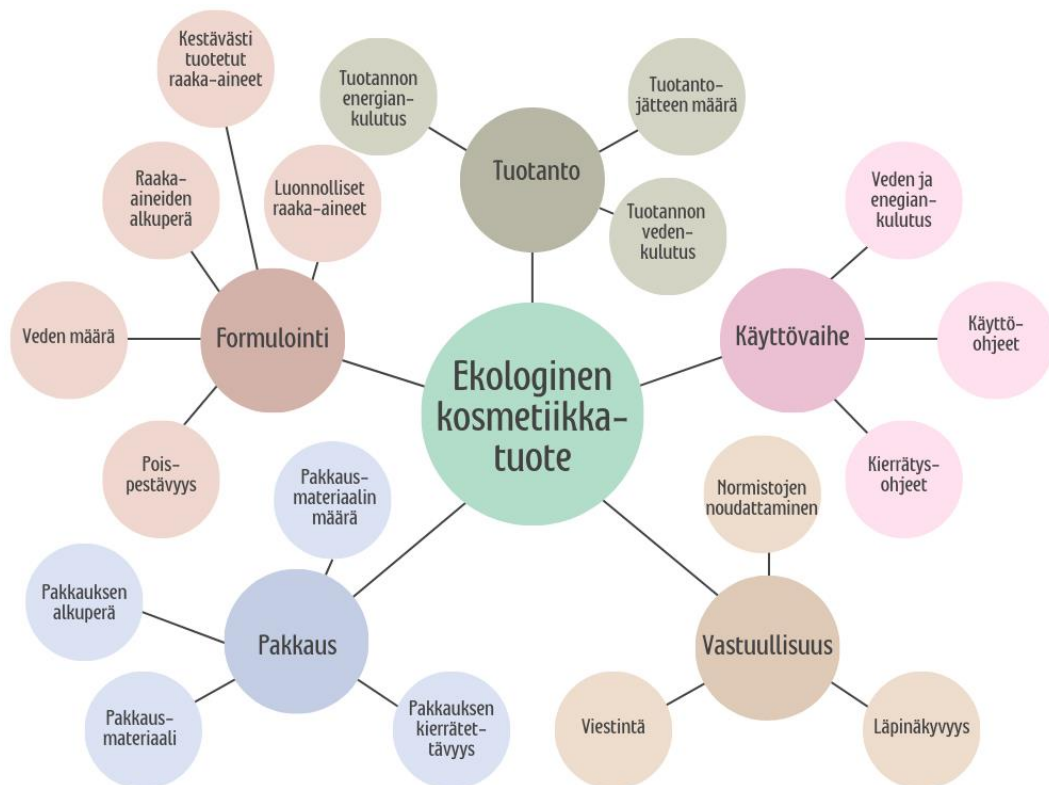 Kestävästi
tuotetut
raaka-aineet
Raaka-
aineiden
alkuperä
Luonnolliset
raaka-aineet
Veden määrä
Formulointi
Pois-
pestävyys
Tuotannon
energian-
kulutus
Tuotanto-
jätteen määrä
Tuotanto
Tuotannon
veden-
kulutus
Veden ja
enegian-
kulutus
Käyttövaihe
Käyttö-
ohjeet
Kierrätys-
ohjeet
Ekologinen
kosmetiikka-
tuote
Pakkaus-
materiaalin
määrä
Pakkauksen
alkuperä
Pakkaus
Pakkaus-
materiaali
Pakkauksen
kierrätet-
tävyys
Normistojen
noudattaminen
Vastuullisuus
Viestintä
Läpinäkyvyys